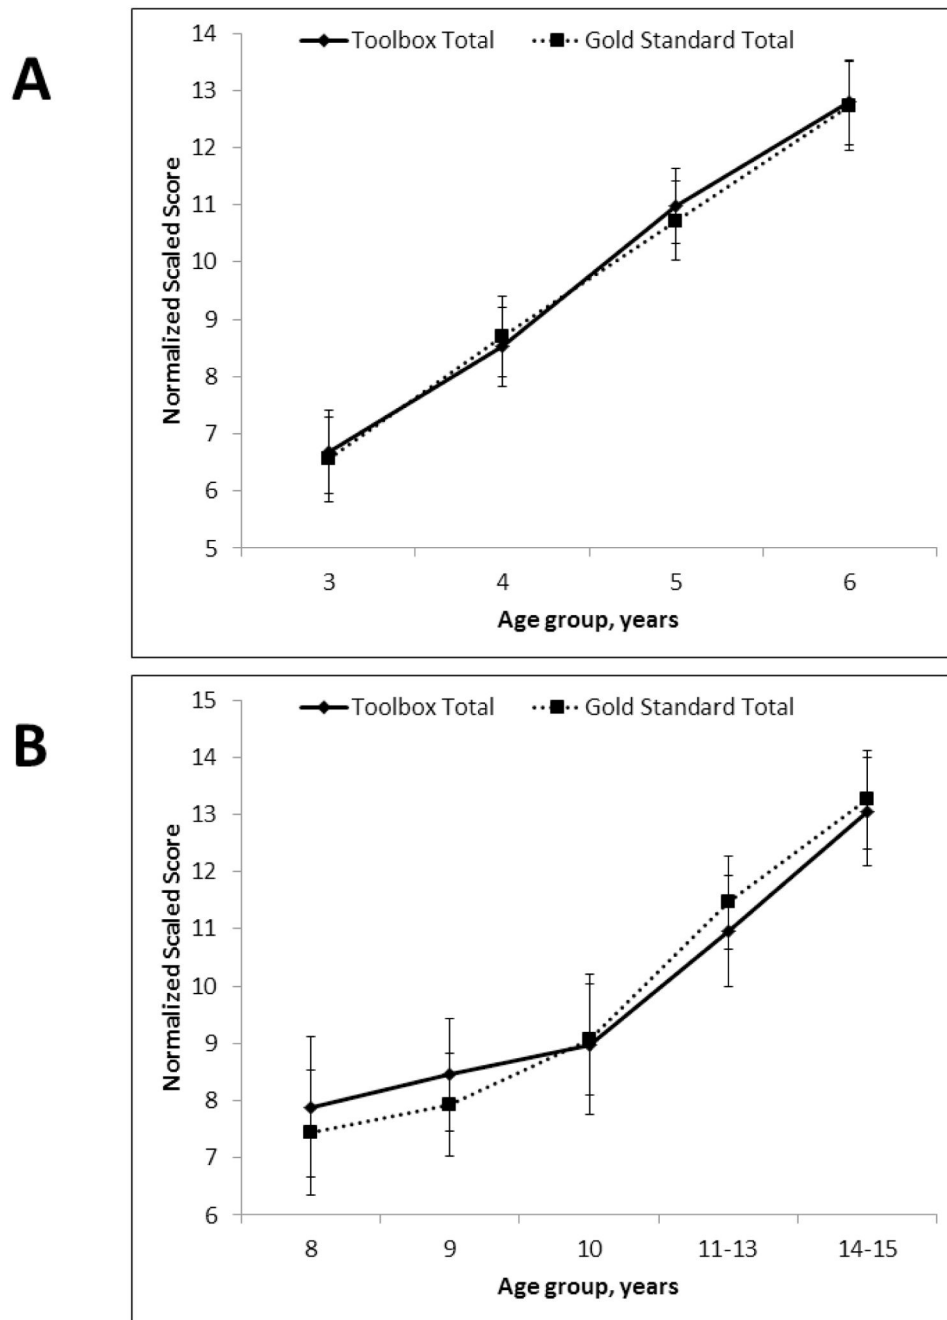 A
Toolbox Total Gold Standard Total
14
13
12
11
10
9
8
7
6
5
Normalized Scaled Score
3 4 5 6
Age group, years
B
Toolbox Total Gold Standard Total
15
14
13
12
11
10
9
8
7
6
Normalized Scaled Score
8 9 10 11-13 14-15
Age group, years